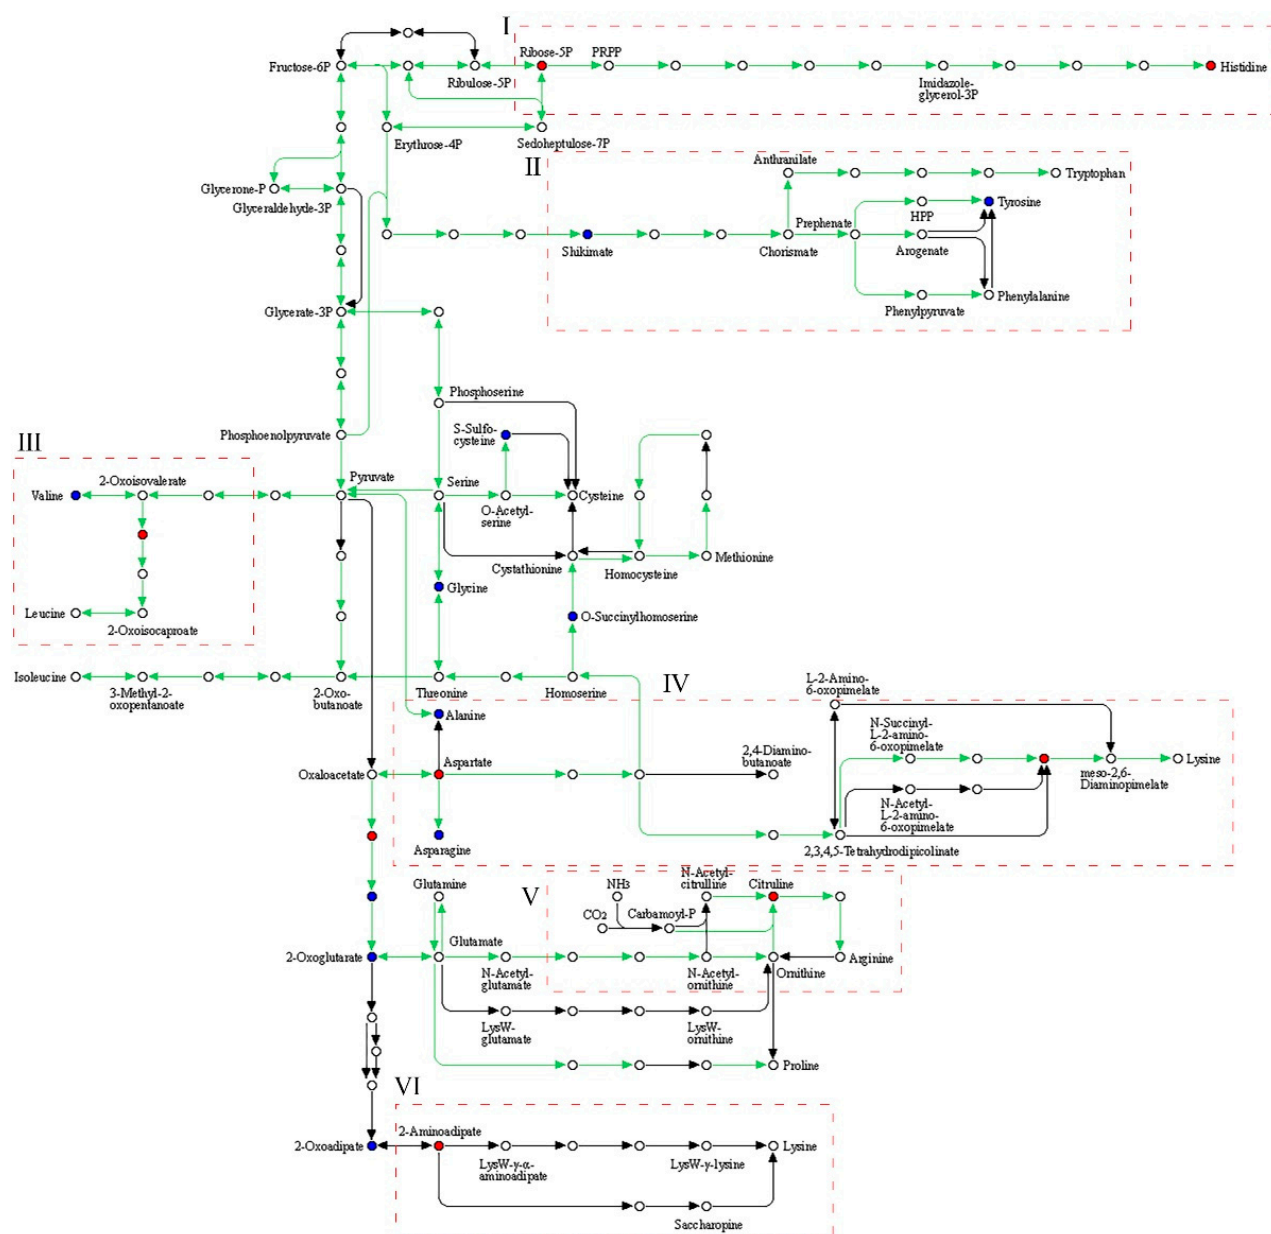 I
Ribose-5P
PRPP
Fructose-6P
Ribulose-5P
Imidazole-
glycerol-3P
Histidine
Erythrose-4P
Sedoheptulose-7P
II
Anthranilate
Tryptophan
Glycerone-P
Glyceraldehyde-3P
Tyrosine
HPP
Prephenate
Shikimate
Chorismate
Arogenate
Phenylalanine
Phenylpyruvate
Glycerate-3P
Phosphoserine
Phosphoenolpyruvate
S-Sulfo-
cysteine
III
2-Oxoisovalerate
Valine
Pyruvate
Serine
O-Acetyl-
serine
Cysteine
Cystathionine
Homocysteine
Methionine
Glycine
Leucine
2-Oxoisocaproate
O-Succinylhomoserine
Isoleucine
3-Methyl-2-
oxopentanoate
2-Oxo-
butanoate
Threonine
Homoserine
IV
L-2-Amino-
6-oxopimelate
Alanine
N-Succinyl-
L-2-amino-
6-oxopimelate
2,4-Diamino-
butanoate
Oxaloacetate
Aspartate
Lysine
meso-2,6-
Diaminopimelate
N-Acetyl-
L-2-amino-
6-oxopimelate
Asparagine
2,3,4,5-Tetrahydrodipicolinate
V
Glutamine
NH3
N-Acetyl-
citrulline
Citruline
CO2
Carbamoyl-P
Glutamate
2-Oxoglutarate
N-Acetyl-
glutamate
N-Acetyl-
ornithine
Ornithine
Arginine
LysW-
glutamate
LysW-
ornithine
Proline
VI
2-Oxoadipate
2-Aminoadipate
LysW-γ-α-
aminoadipate
LysW-γ-lysine
Lysine
Saccharopine